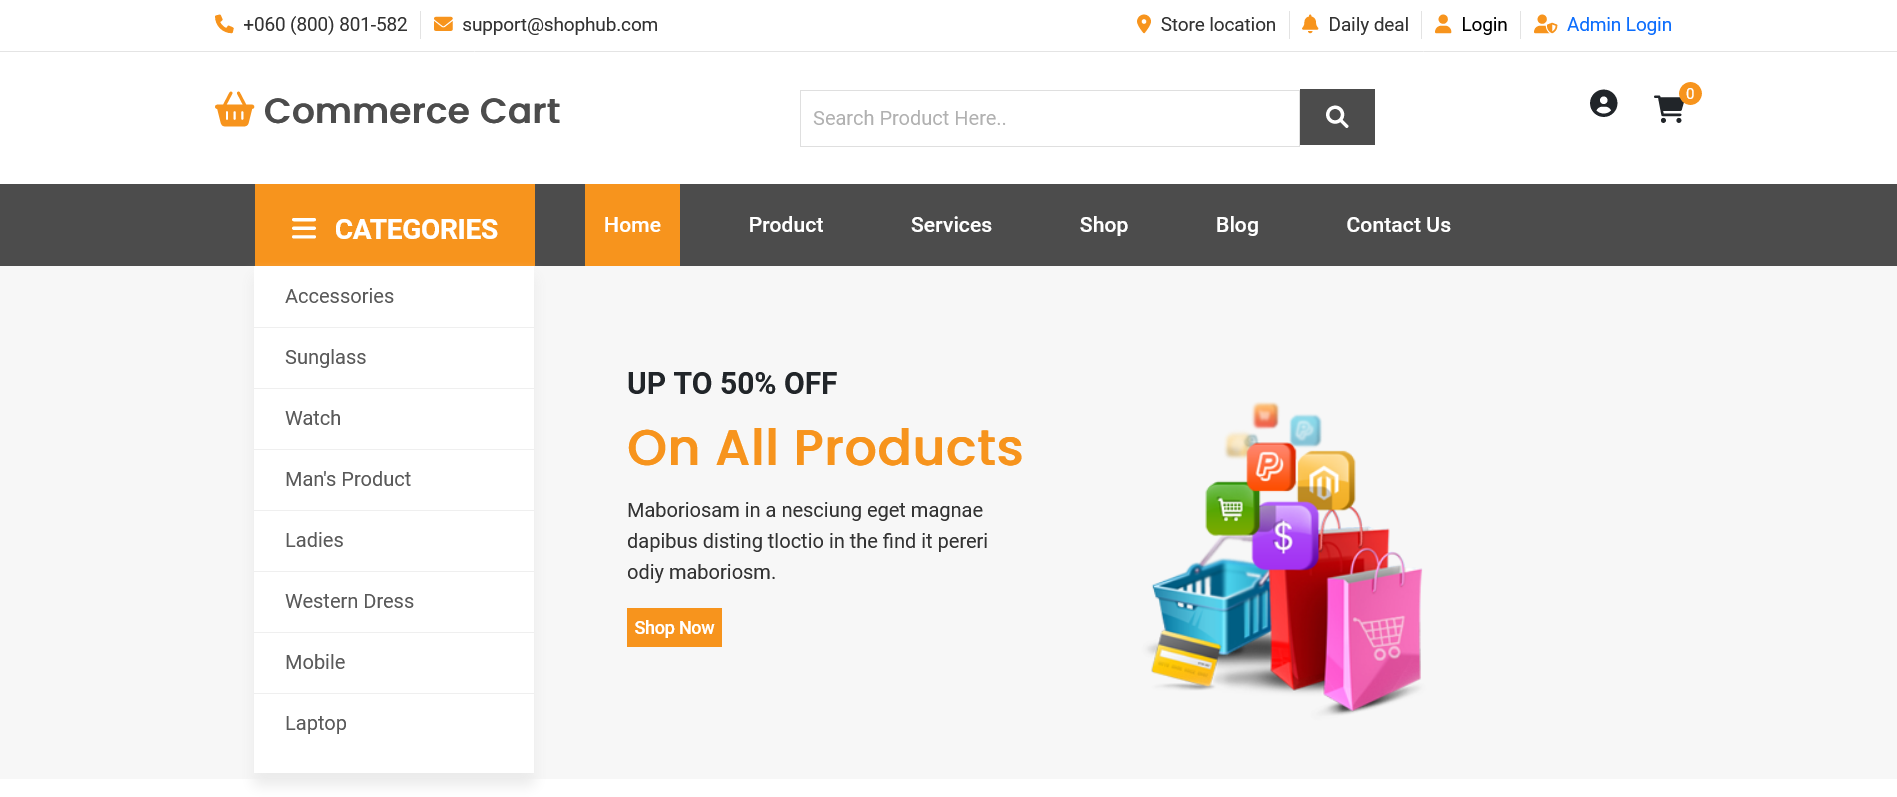 +060 (800) 801-582 support@shophub.com Store location Daily deal Login Admin Login
Commerce Cart Search Product Here.. 0
CATEGORIES Home Product Services Shop Blog Contact Us
Accessories
Sunglass
Watch
Man's Product
Ladies
Western Dress
Mobile
Laptop
UP TO 50% OFF
On All Products
Maboriosam in a nesciung eget magnae
dapibus disting tloctio in the find it pereri
odiy maboriosm.
Shop Now
$